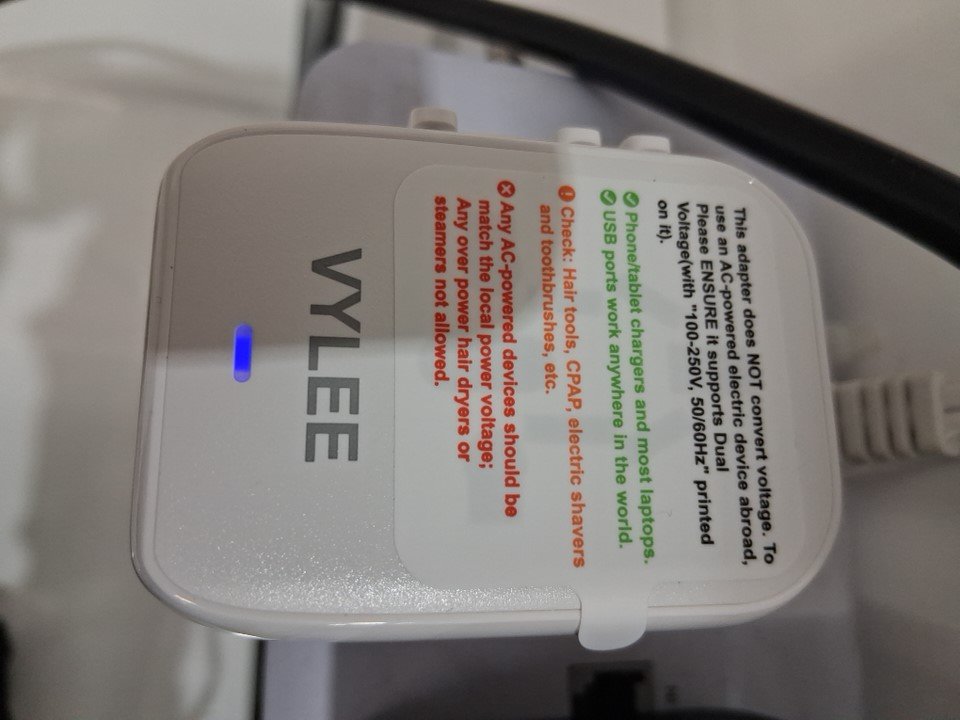 This adapter does NOT convert voltage. To
use an AC-powered electric device abroad,
Please ENSURE it supports Dual
Voltage(with "100-250V, 50/60Hz" printed
on it).
Phone/tablet chargers and most laptops.
USB ports work anywhere in the world.
Check: Hair tools, CPAP, electric shavers
and toothbrushes, etc.
Any AC-powered devices should be
match the local power voltage;
Any over power hair dryers or
steamers not allowed.
VYLEE